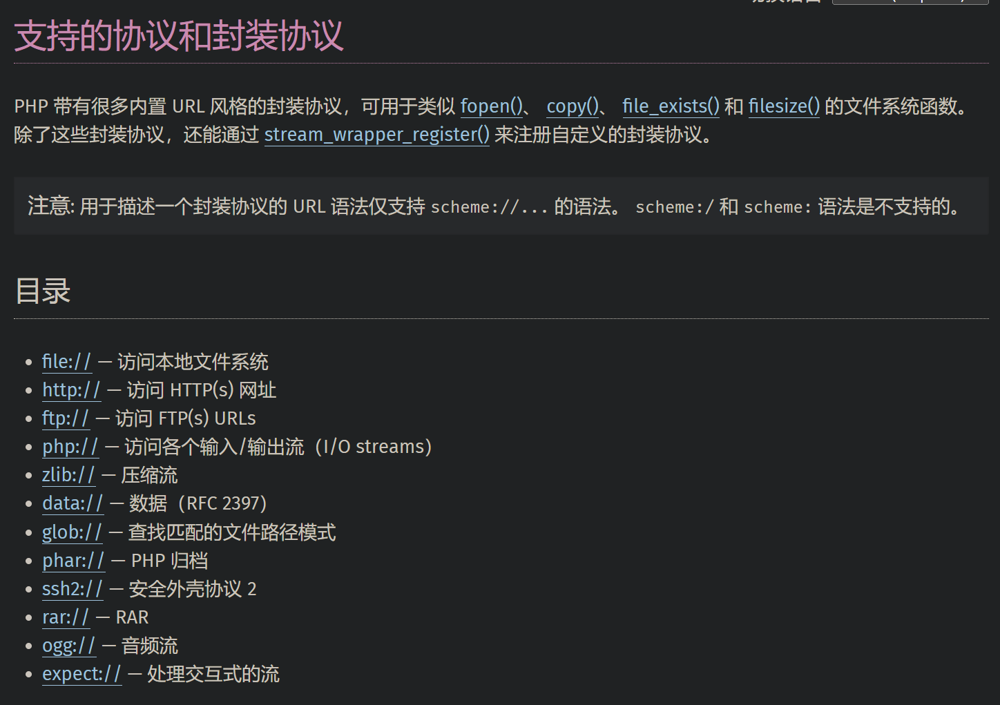 支持的协议和封装协议
PHP 带有很多内置 URL 风格的封装协议，可用于类似 fopen()、 copy()、 file_exists() 和 filesize() 的文件系统函数。
除了这些封装协议，还能通过 stream_wrapper_register() 来注册自定义的封装协议。
注意: 用于描述一个封装协议的 URL 语法仅支持 scheme://... 的语法。 scheme:/ 和 scheme: 语法是不支持的。
目录
• file:// — 访问本地文件系统
• http:// — 访问 HTTP(s) 网址
• ftp:// — 访问 FTP(s) URLs
• php:// — 访问各个输入/输出流（I/O streams）
• zlib:// — 压缩流
• data:// — 数据（RFC 2397）
• glob:// — 查找匹配的文件路径模式
• phar:// — PHP 归档
• ssh2:// — 安全外壳协议 2
• rar:// — RAR
• ogg:// — 音频流
• expect:// — 处理交互式的流